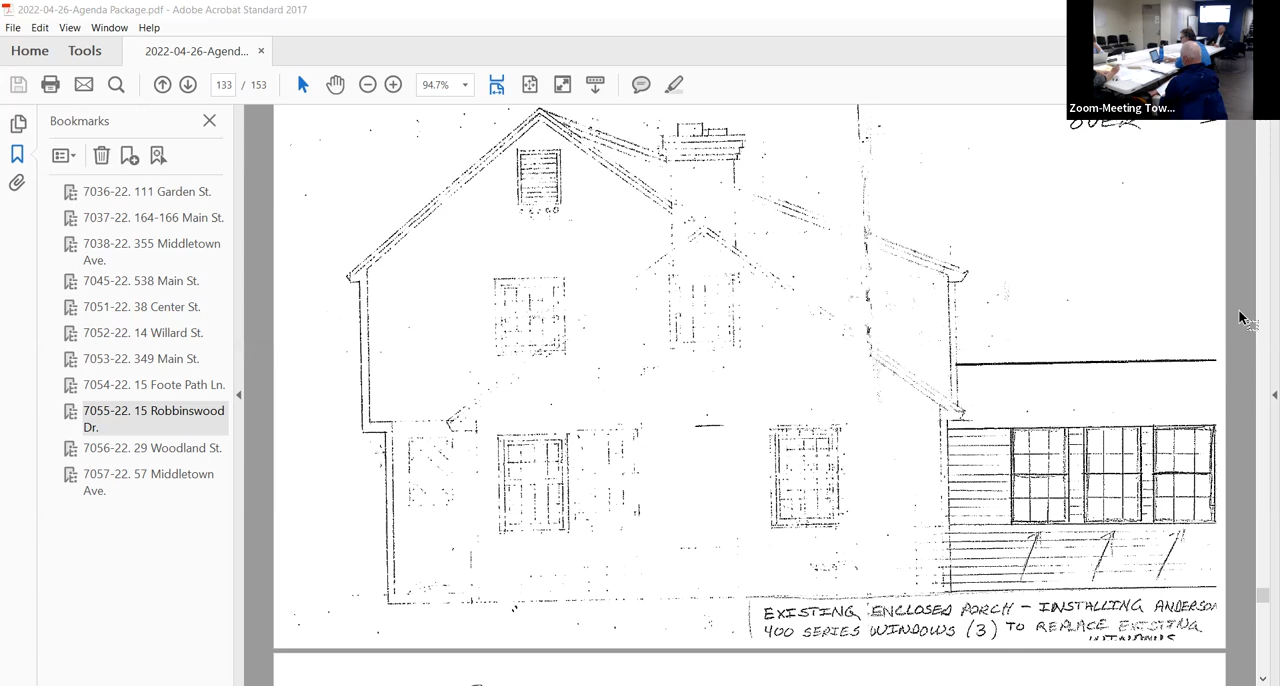 2022-04-26-Agenda Package.pdf - Adobe Acrobat Standard 2017
File Edit View Window Help
Home Tools 2022-04-26-Agend... ×
133 / 153 94.7%
Zoom-Meeting Tow...
Bookmarks
7036-22. 111 Garden St.
7037-22. 164-166 Main St.
7038-22. 355 Middletown
Ave.
7045-22. 538 Main St.
7051-22. 38 Center St.
7052-22. 14 Willard St.
7053-22. 349 Main St.
7054-22. 15 Foote Path Ln.
7055-22. 15 Robbinswood
Dr.
7056-22. 29 Woodland St.
7057-22. 57 Middletown
Ave.
OVER
EXISTING ENCLOSED PORCH - INSTALLING ANDERSON
400 SERIES WINDOWS (3) TO REPLACE EXISTING
WINDOWS